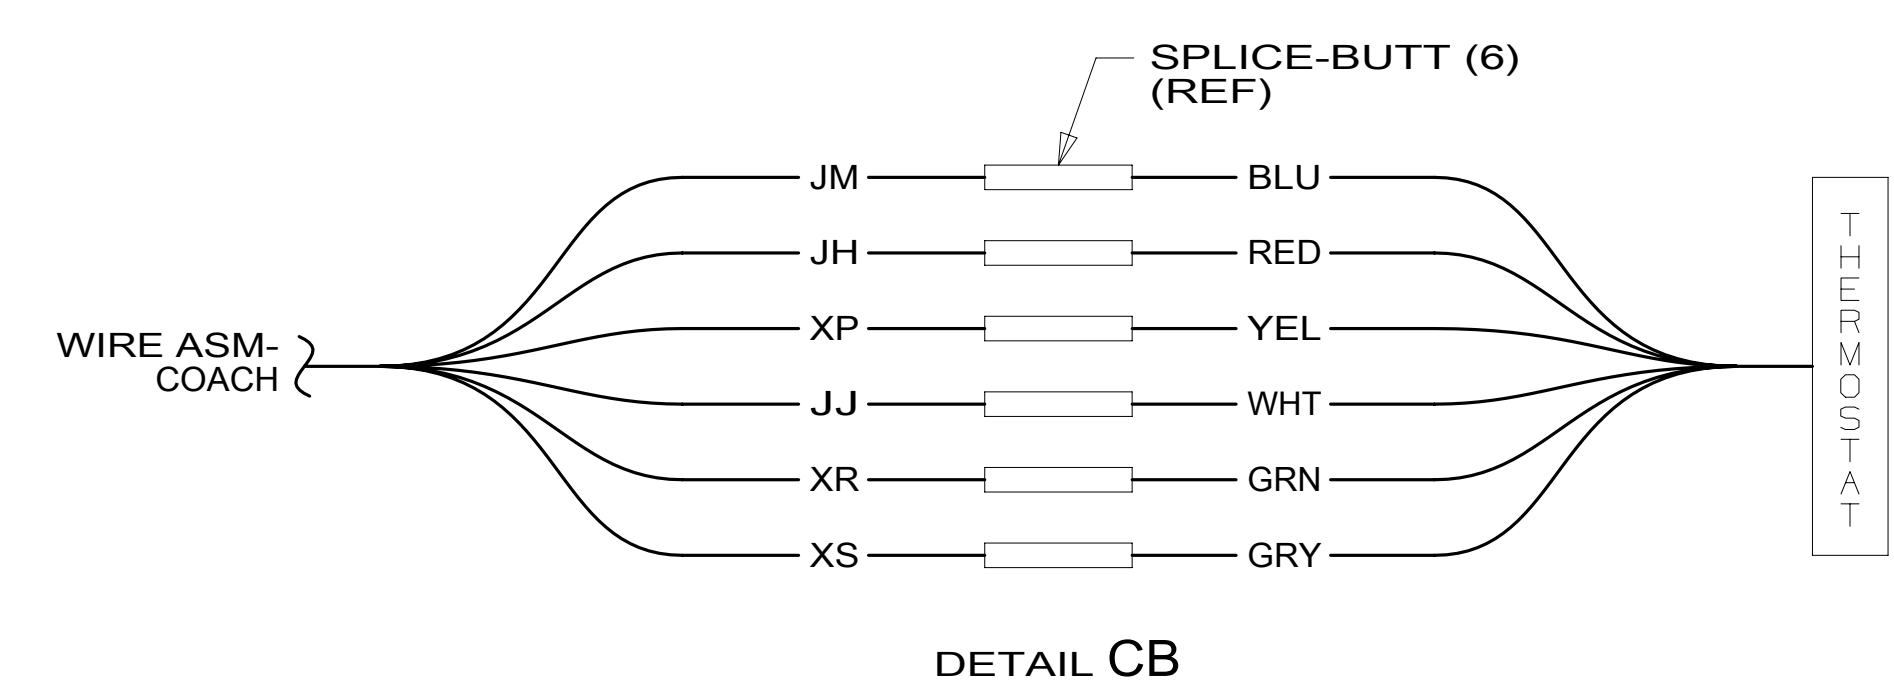 SPLICE-BUTT (6)
(REF)
JM BLU
JH RED
XP YEL
WIRE ASM-
COACH
JJ WHT
XR GRN
XS GRY
THERMOSTAT
DETAIL CB